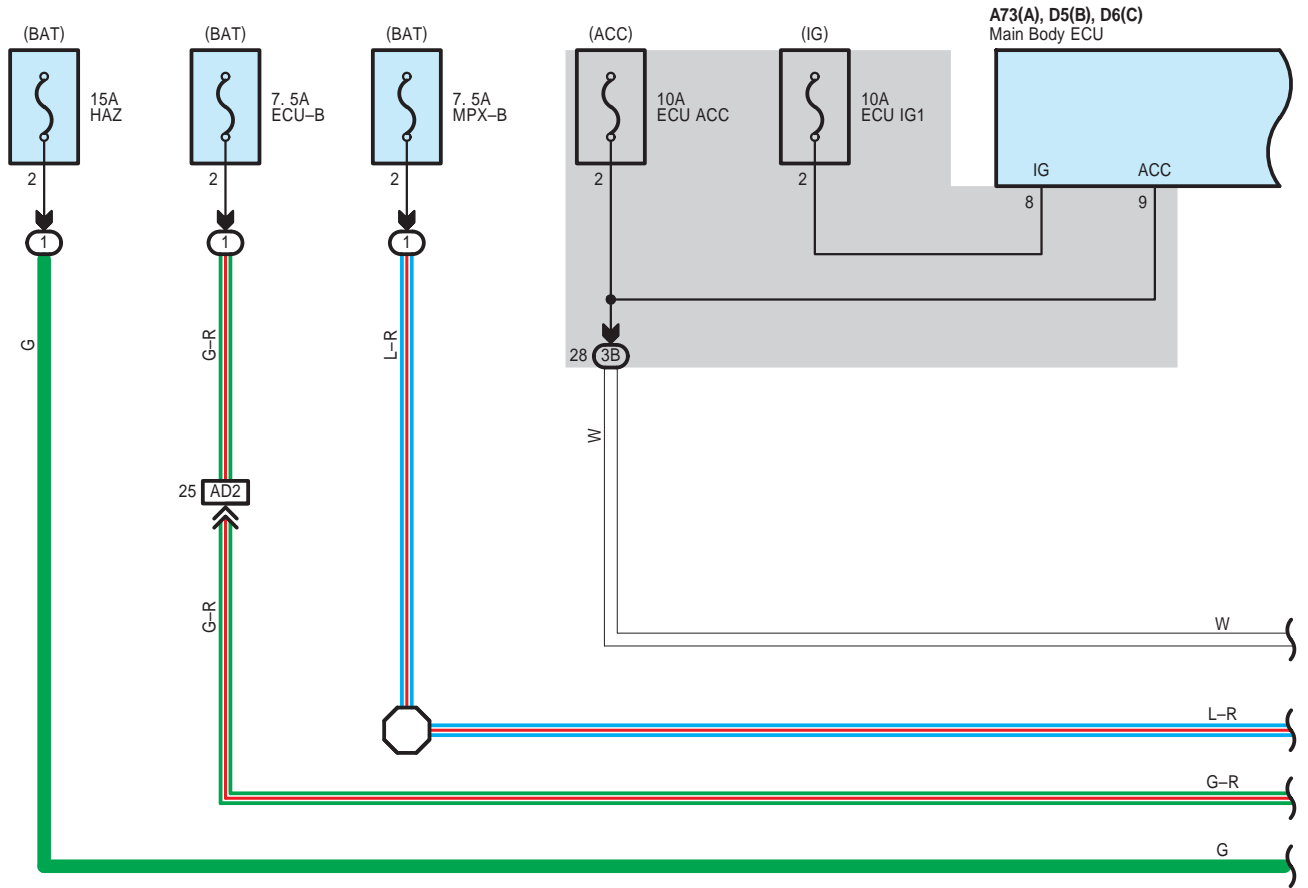 A73(A), D5(B), D6(C)
Main Body ECU
(BAT)
(BAT)
(BAT)
(ACC)
(IG)
15A
HAZ
7. 5A
ECU–B
7. 5A
MPX–B
10A
ECU ACC
10A
ECU IG1
IG
ACC
2
2
2
2
2
8
9
1
1
1
G
G–R
L–R
28
3B
W
25
AD2
G–R
W
L–R
G–R
G